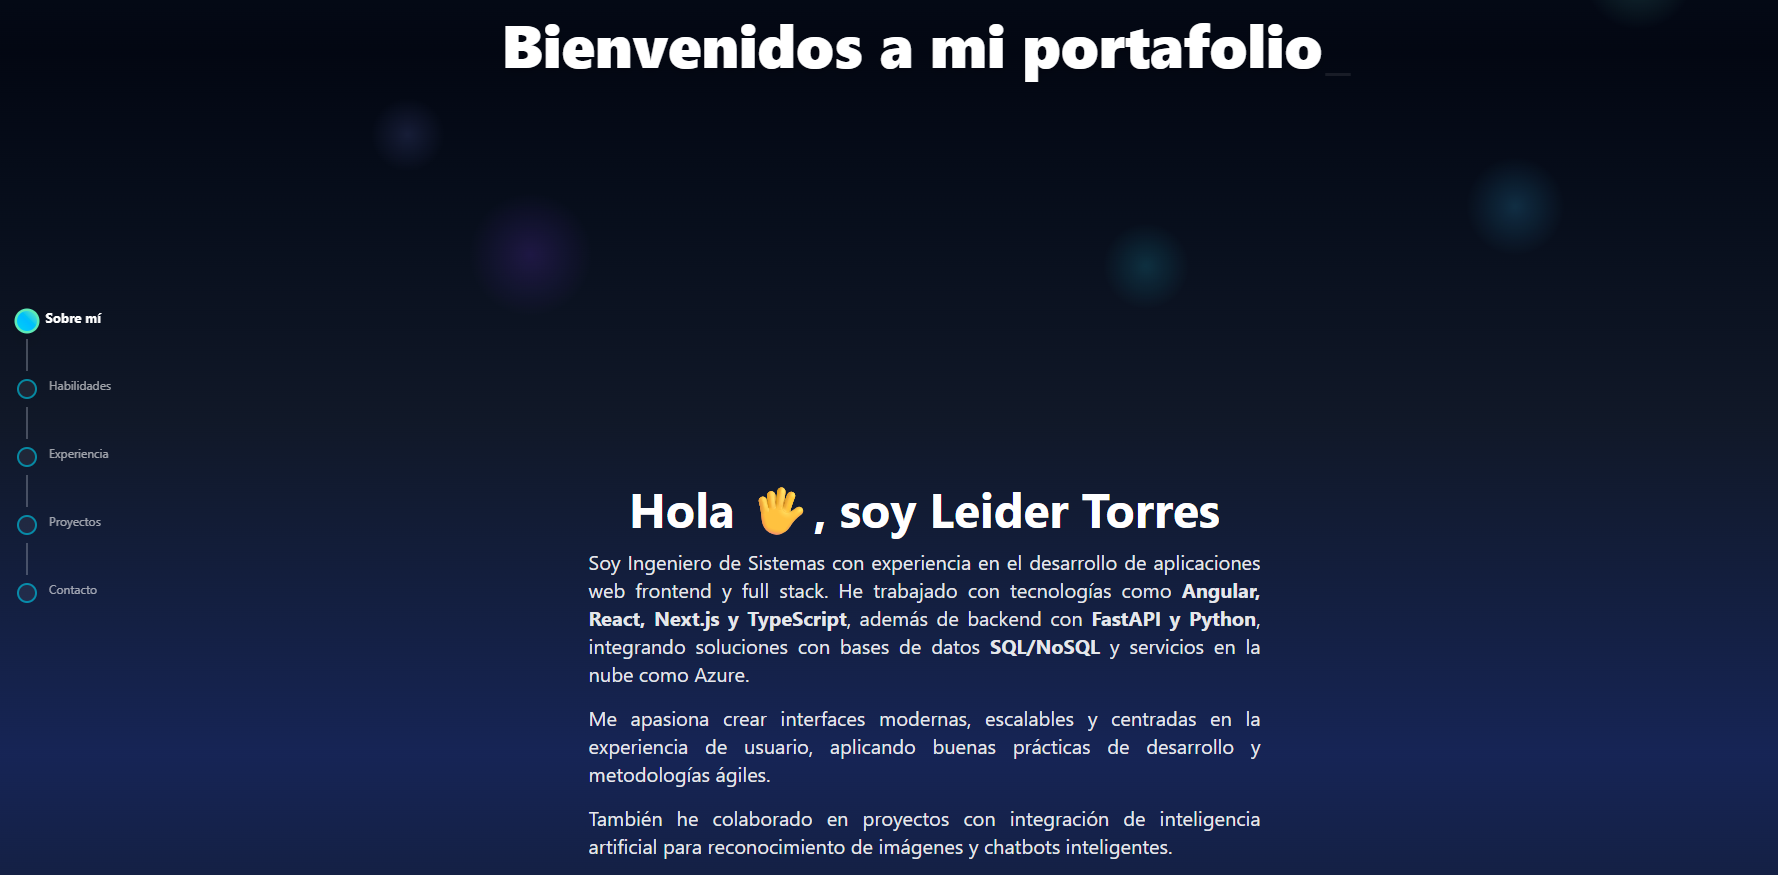 Bienvenidos a mi portafolio_
Sobre mí
Habilidades
Experiencia
Proyectos
Contacto
Hola 🖐, soy Leider Torres
Soy Ingeniero de Sistemas con experiencia en el desarrollo de aplicaciones
web frontend y full stack. He trabajado con tecnologías como Angular,
React, Next.js y TypeScript, además de backend con FastAPI y Python,
integrando soluciones con bases de datos SQL/NoSQL y servicios en la
nube como Azure.
Me apasiona crear interfaces modernas, escalables y centradas en la
experiencia de usuario, aplicando buenas prácticas de desarrollo y
metodologías ágiles.
También he colaborado en proyectos con integración de inteligencia
artificial para reconocimiento de imágenes y chatbots inteligentes.